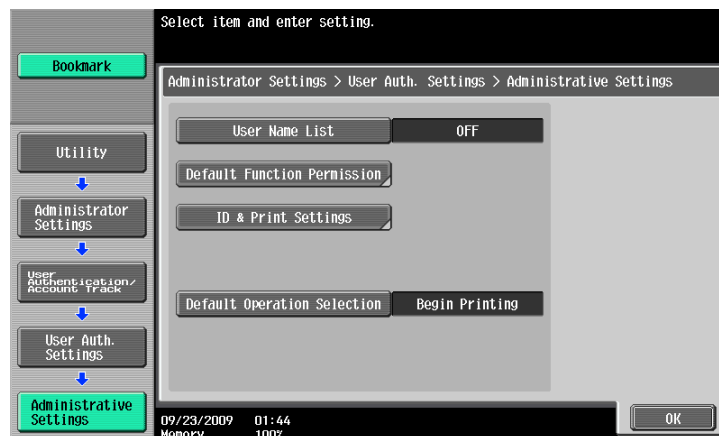 Select item and enter setting.
Bookmark
Administrator Settings > User Auth. Settings > Administrative Settings
Utility
Administrator
Settings
User
Authentication/
Account Track
User Auth.
Settings
Administrative
Settings
User Name List OFF
Default Function Permission
ID & Print Settings
Default Operation Selection Begin Printing
09/23/2009 01:44
Memory 100%
OK